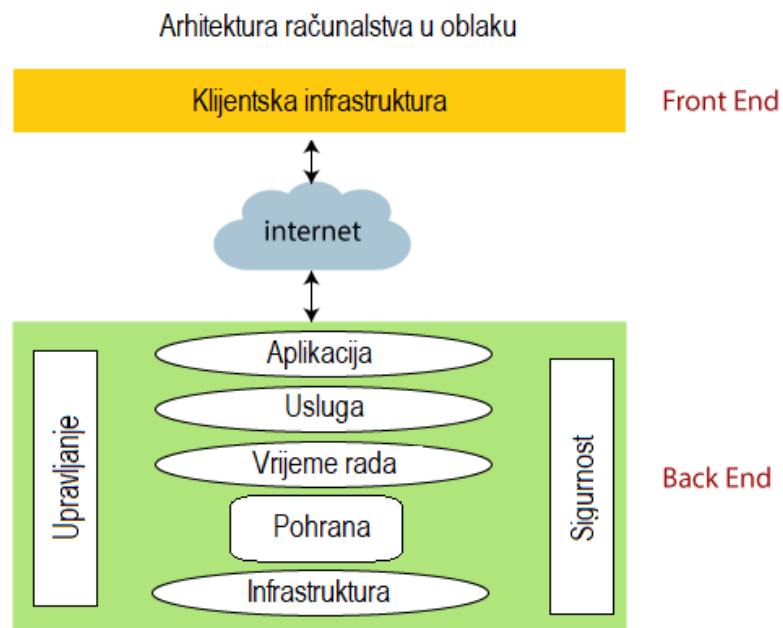 Arhitektura računalstva u oblaku
Klijentska infrastruktura
Front End
internet
Aplikacija
Usluga
Vrijeme rada
Pohrana
Infrastruktura
Upravljanje
Sigurnost
Back End